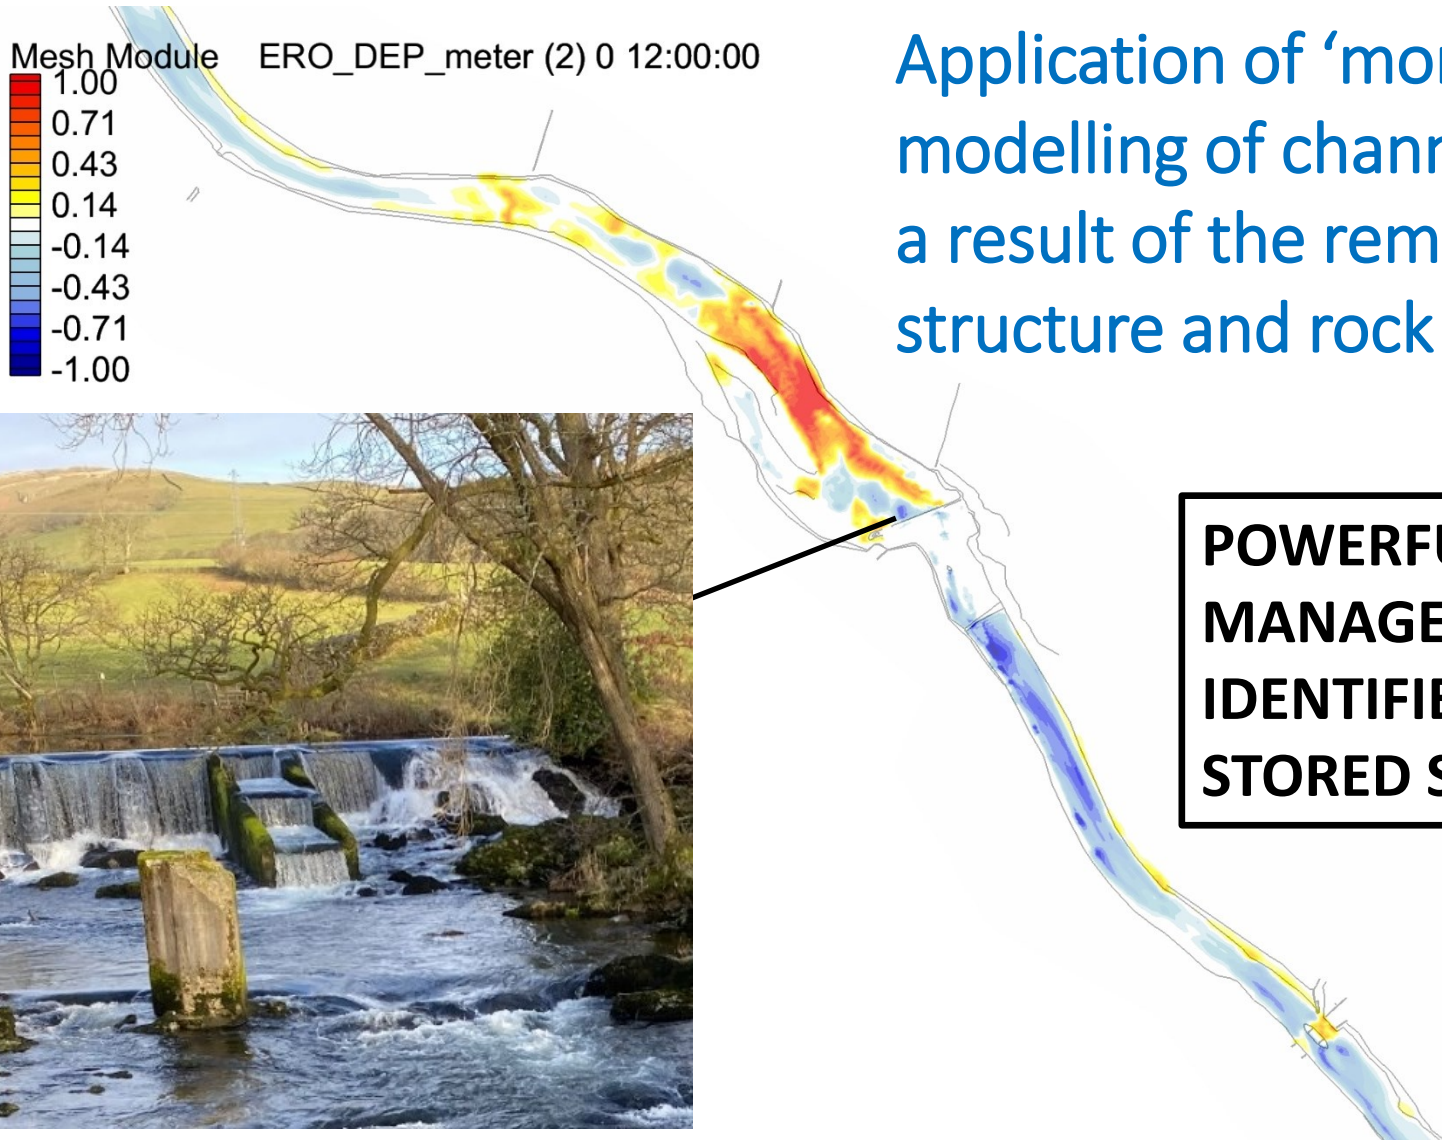 Mesh Module ERO_DEP_meter (2) 0 12:00:00
1.00
0.71
0.43
0.14
-0.14
-0.43
-0.71
-1.00
Application of ‘mor
modelling of chann
a result of the rem
structure and rock
POWERFU
MANAGE
IDENTIFIE
STORED S